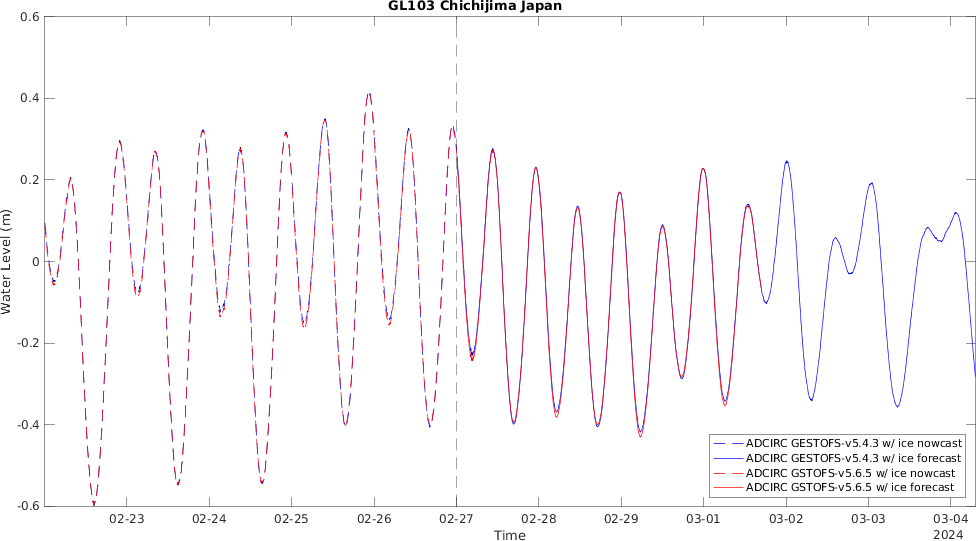 GL103 Chichijima Japan
0.6
0.4
0.2
0
-0.2
-0.4
-0.6
Water Level (m)
ADCIRC GESTOFS-v5.4.3 w/ ice nowcast
ADCIRC GESTOFS-v5.4.3 w/ ice forecast
ADCIRC GSTOFS-v5.6.5 w/ ice nowcast
ADCIRC GSTOFS-v5.6.5 w/ ice forecast
02-23 02-24 02-25 02-26 02-27 02-28 02-29 03-01 03-02 03-03 03-04
Time 2024